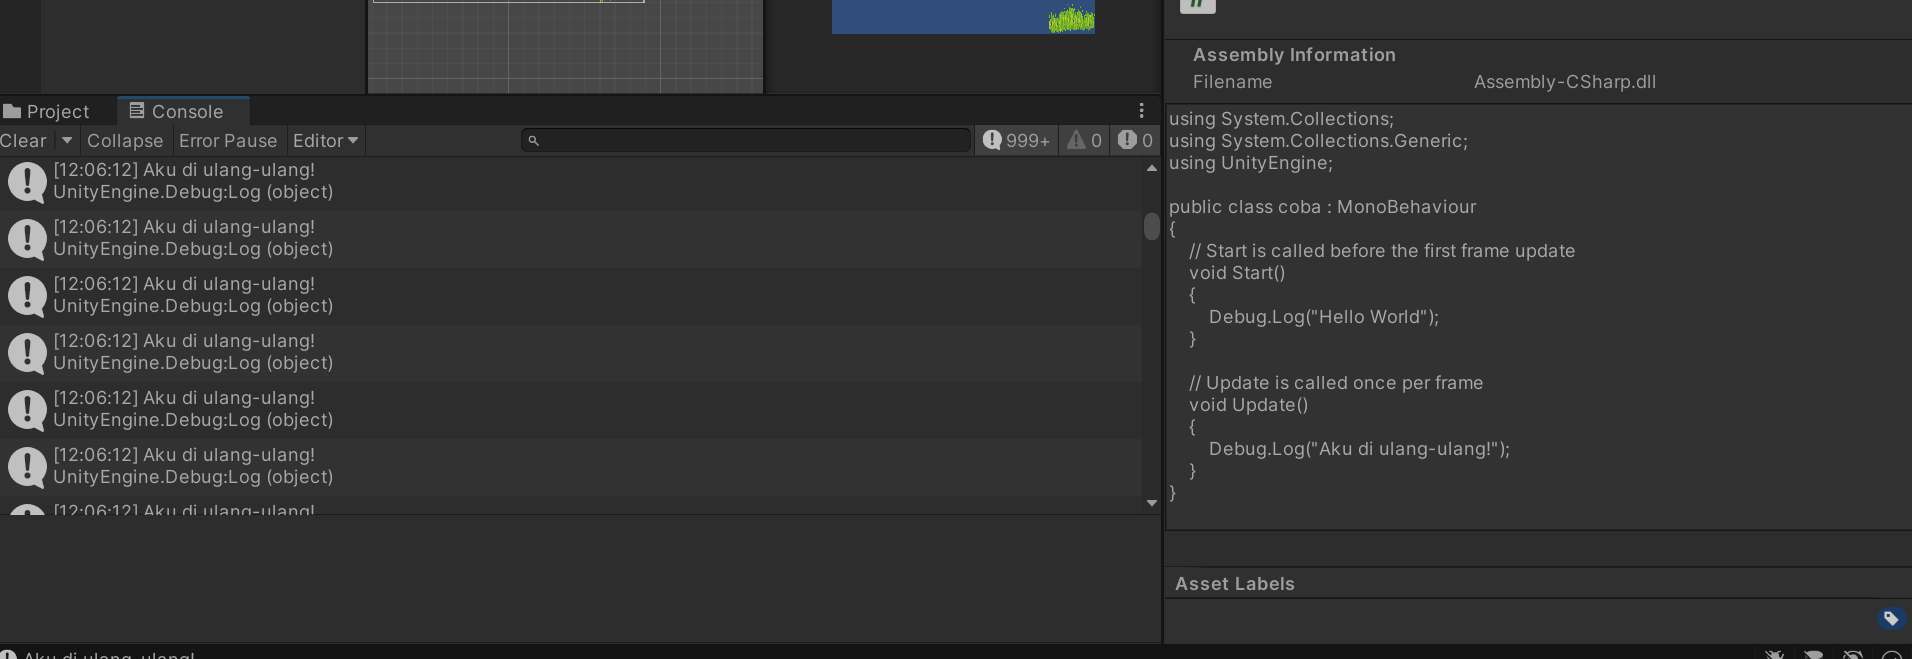 Assembly Information
Filename Assembly-CSharp.dll
Project Console
Clear Collapse Error Pause Editor 999+ 0 0
[12:06:12] Aku di ulang-ulang!
UnityEngine.Debug:Log (object)
[12:06:12] Aku di ulang-ulang!
UnityEngine.Debug:Log (object)
[12:06:12] Aku di ulang-ulang!
UnityEngine.Debug:Log (object)
[12:06:12] Aku di ulang-ulang!
UnityEngine.Debug:Log (object)
[12:06:12] Aku di ulang-ulang!
UnityEngine.Debug:Log (object)
[12:06:12] Aku di ulang-ulang!
UnityEngine.Debug:Log (object)
[12:06:12] Aku di ulang-ulang!
Aku di ulang-ulang!
using System.Collections;
using System.Collections.Generic;
using UnityEngine;
public class coba : MonoBehaviour
{
// Start is called before the first frame update
void Start()
{
Debug.Log("Hello World");
}
// Update is called once per frame
void Update()
{
Debug.Log("Aku di ulang-ulang!");
}
}
Asset Labels